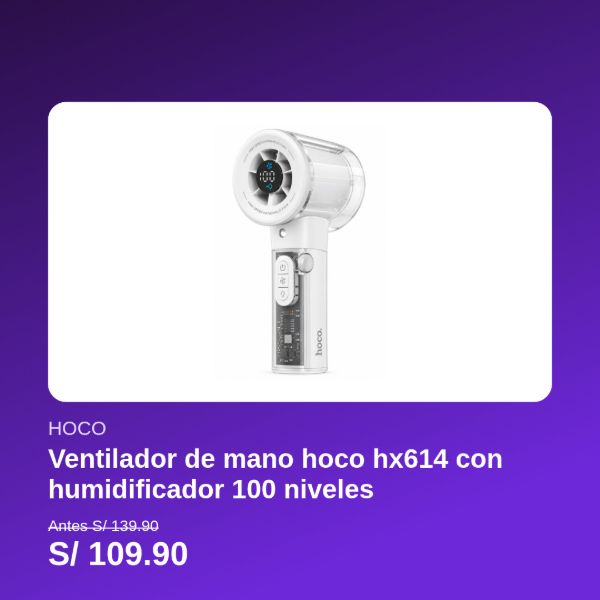 100
hoco.
HOCO
Ventilador de mano hoco hx614 con
humidificador 100 niveles
Antes S/ 139.90
S/ 109.90